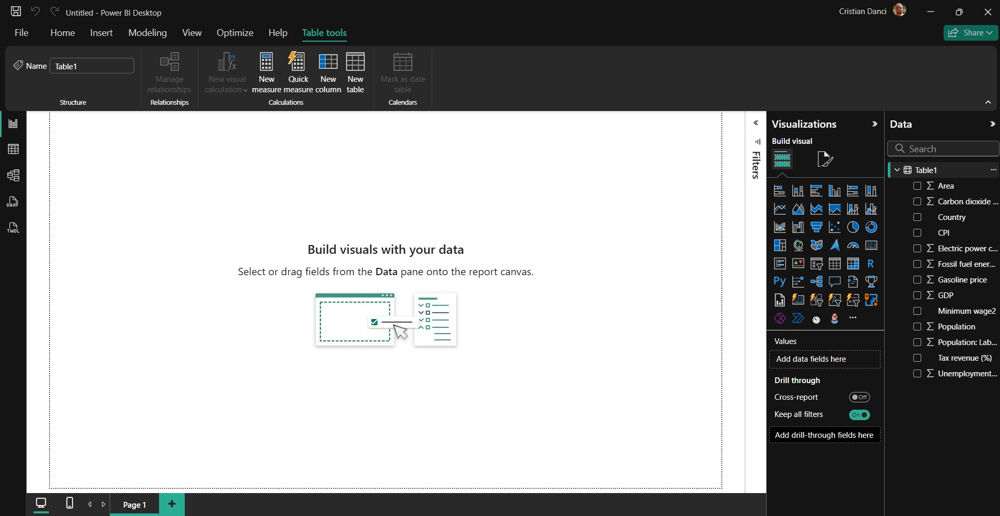 Untitled - Power BI Desktop
Cristian Danci
File Home Insert Modeling View Optimize Help Table tools
Share
Name Table1
Structure
Manage relationships
Relationships
New visual calculation
New measure
Quick measure
New column
New table
Calculations
Mark as date table
Calendars
DAX
TMDL
Build visuals with your data
Select or drag fields from the Data pane onto the report canvas.
Filters
Visualizations
Build visual
123
R
Py
123
Values
Add data fields here
Drill through
Cross-report Off
Keep all filters On
Add drill-through fields here
Data
Search
Table1
Area
Carbon dioxide ...
Country
CPI
Electric power c...
Fossil fuel ener...
Gasoline price
GDP
Minimum wage2
Population
Population: Lab...
Tax revenue (%)
Unemployment...
Page 1